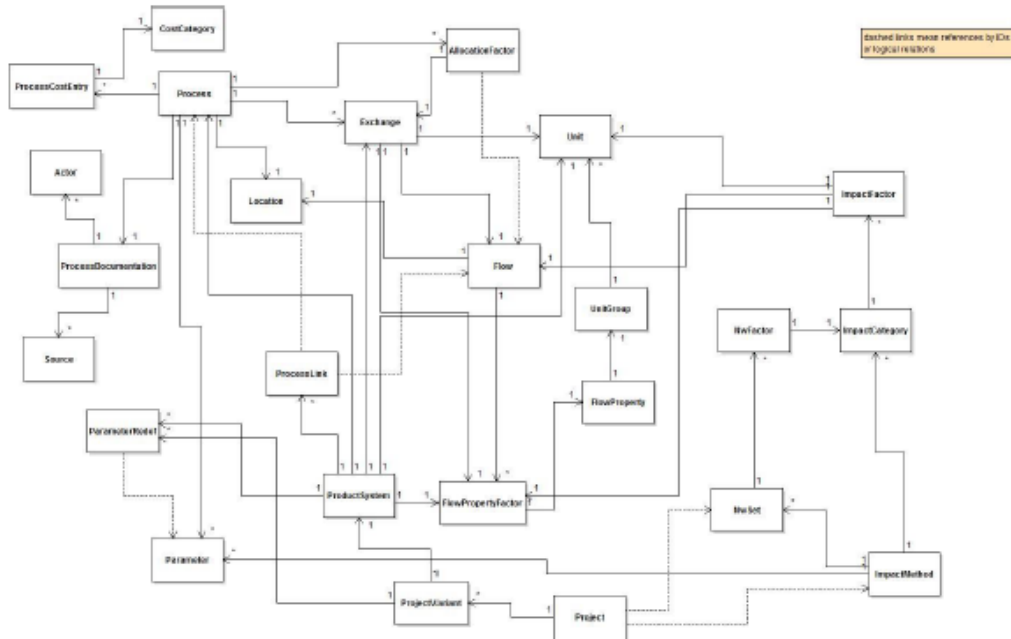 CostCategory
AllocationFactor
dashed links mean references by IDs
or logical relations
ProcessCostEntry
Process
Exchange
Unit
Actor
Location
ImpactFactor
ProcessDocumentation
Flow
UnitGroup
NwFactor
ImpactCategory
Source
ProcessLink
FlowProperty
ParameterRedef
ProductSystem
FlowPropertyFactor
NwSet
Parameter
ImpactMethod
ProjectVariant
Project